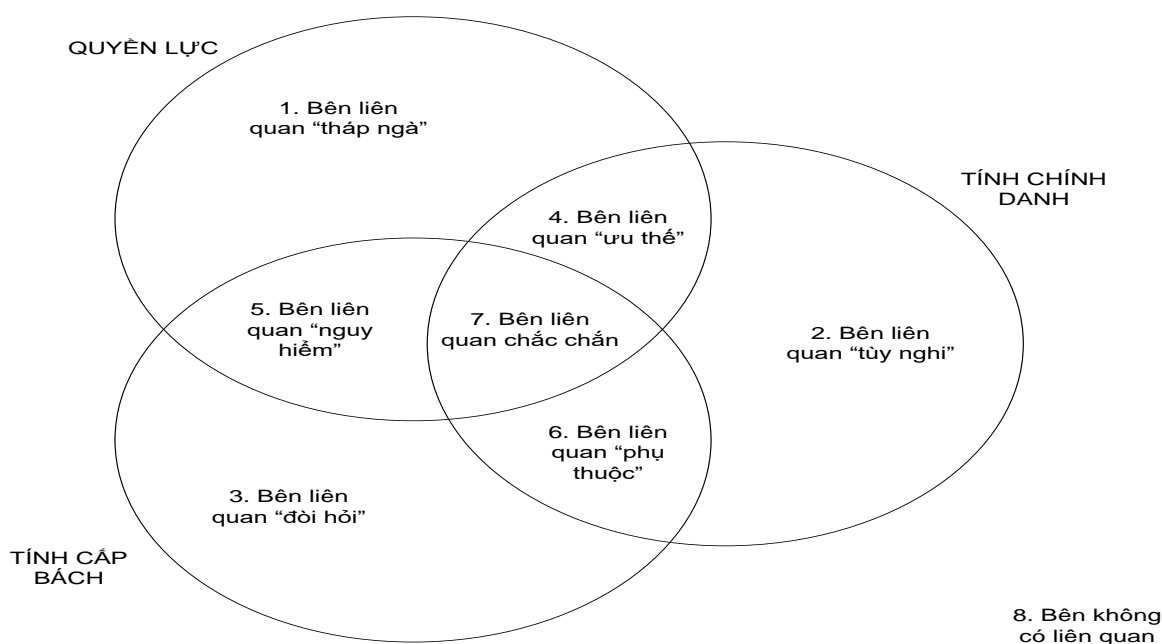 QUYỀN LỰC
1. Bên liên
quan “tháp ngà”
TÍNH CHÍNH
DANH
4. Bên liên
quan “ưu thế”
5. Bên liên
quan “nguy
hiểm”
7. Bên liên
quan chắc chắn
2. Bên liên
quan “tùy nghi”
6. Bên liên
quan “phụ
thuộc”
3. Bên liên
quan “đòi hỏi”
TÍNH CẤP
BÁCH
8. Bên không
có liên quan